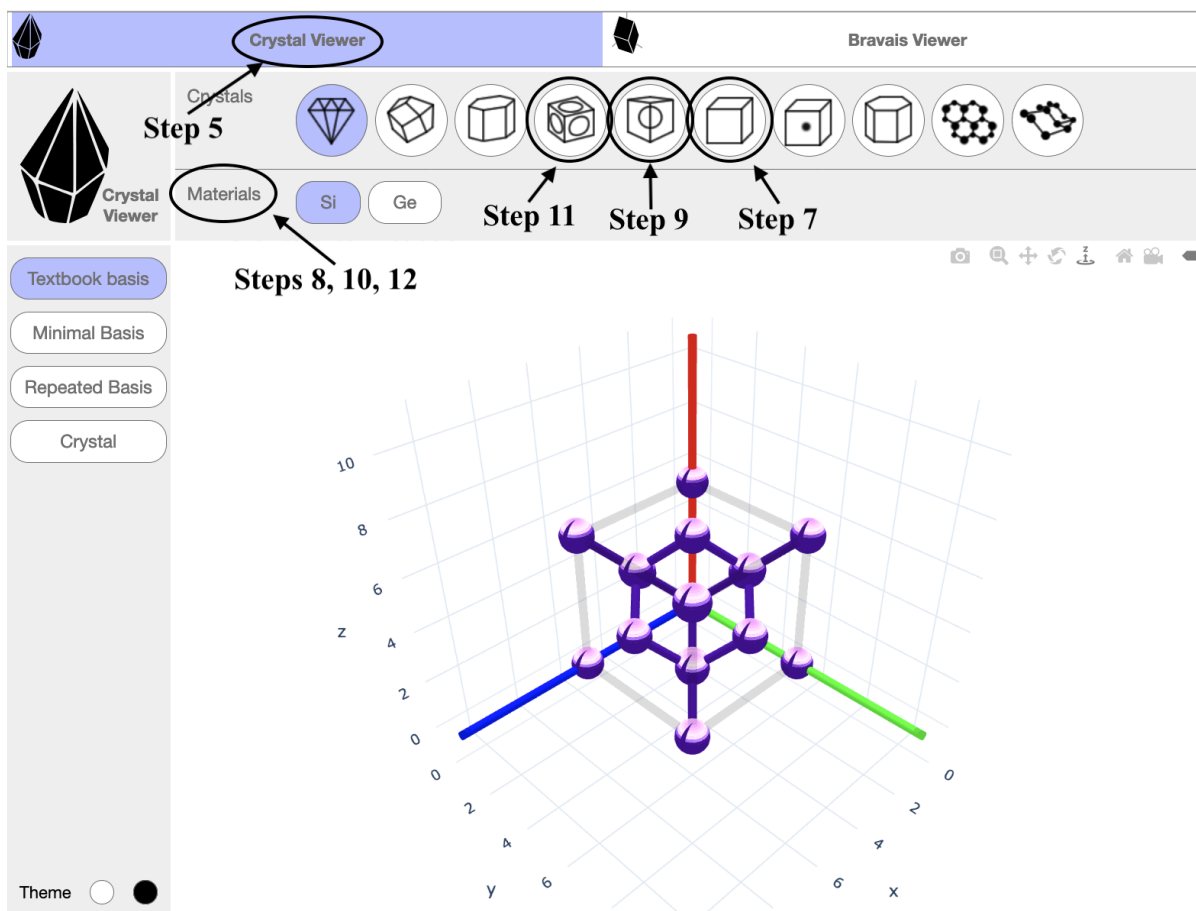 Crystal Viewer
Bravais Viewer
Crystals
Step 5
Crystal
Viewer
Materials
Si
Ge
Step 11
Step 9
Step 7
Steps 8, 10, 12
Textbook basis
Minimal Basis
Repeated Basis
Crystal
z
10
8
6
z
4
2
0
0
2
4
6
y
0
2
4
6
x
Theme